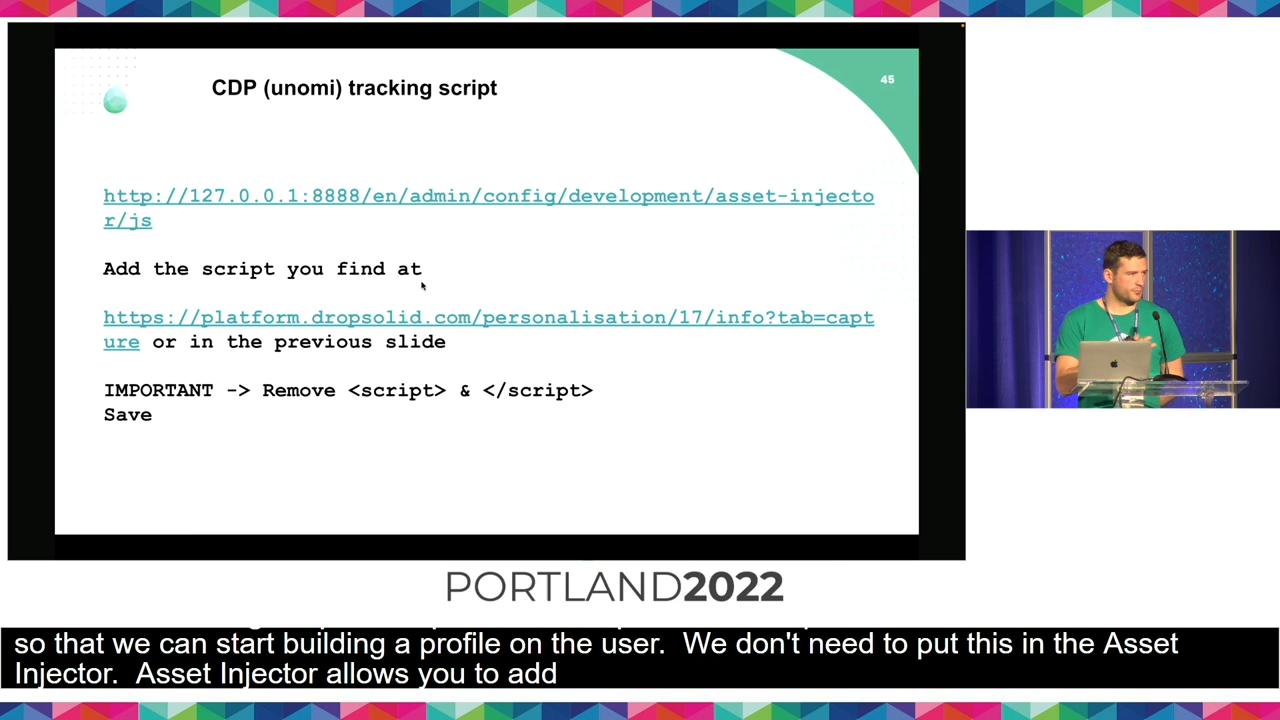 CDP (unomi) tracking script
45
http://127.0.0.1:8888/en/admin/config/development/asset-injecto
r/js
Add the script you find at
https://platform.dropsolid.com/personalisation/17/info?tab=capt
ure or in the previous slide
IMPORTANT -> Remove <script> & </script>
Save
PORTLAND2022
so that we can start building a profile on the user.  We don't need to put this in the Asset
Injector.  Asset Injector allows you to add